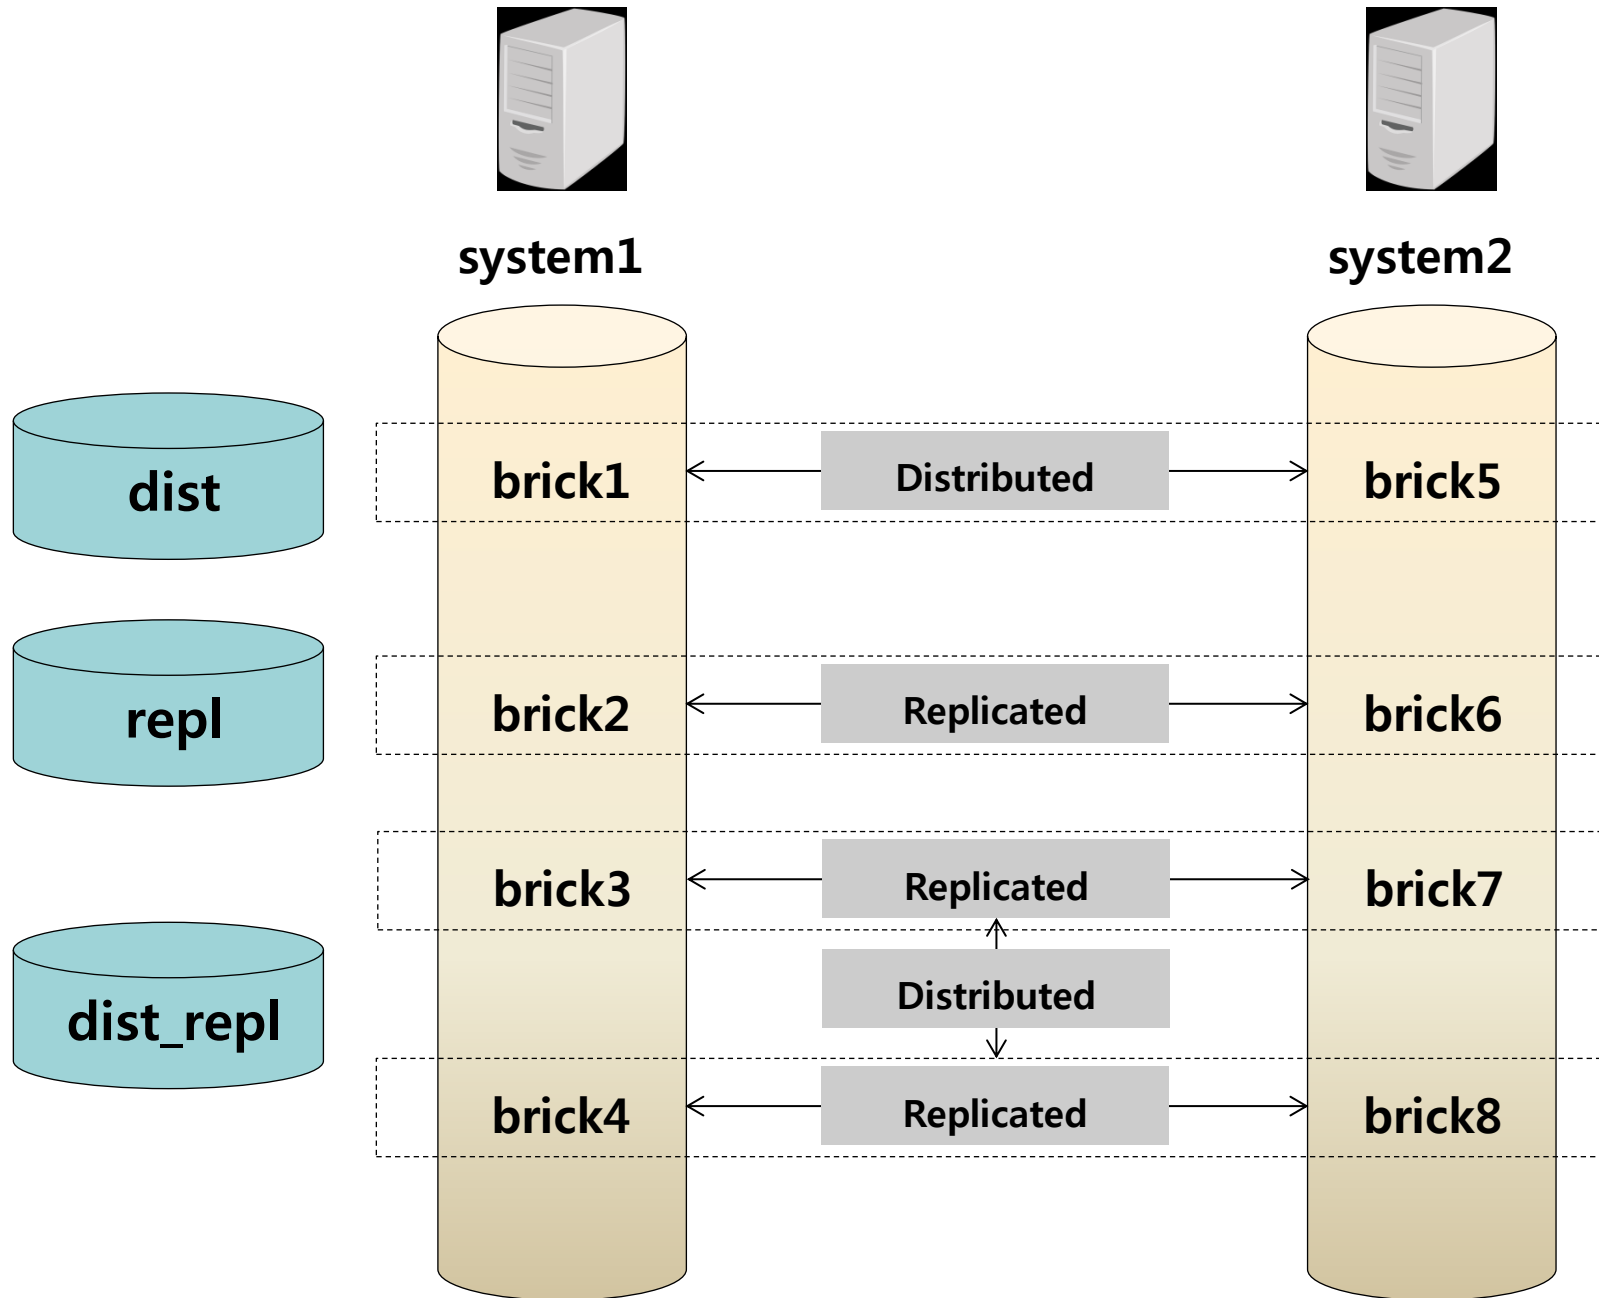 system1
system2
dist
brick1
Distributed
brick5
repl
brick2
Replicated
brick6
brick3
Replicated
brick7
dist_repl
Distributed
brick4
Replicated
brick8